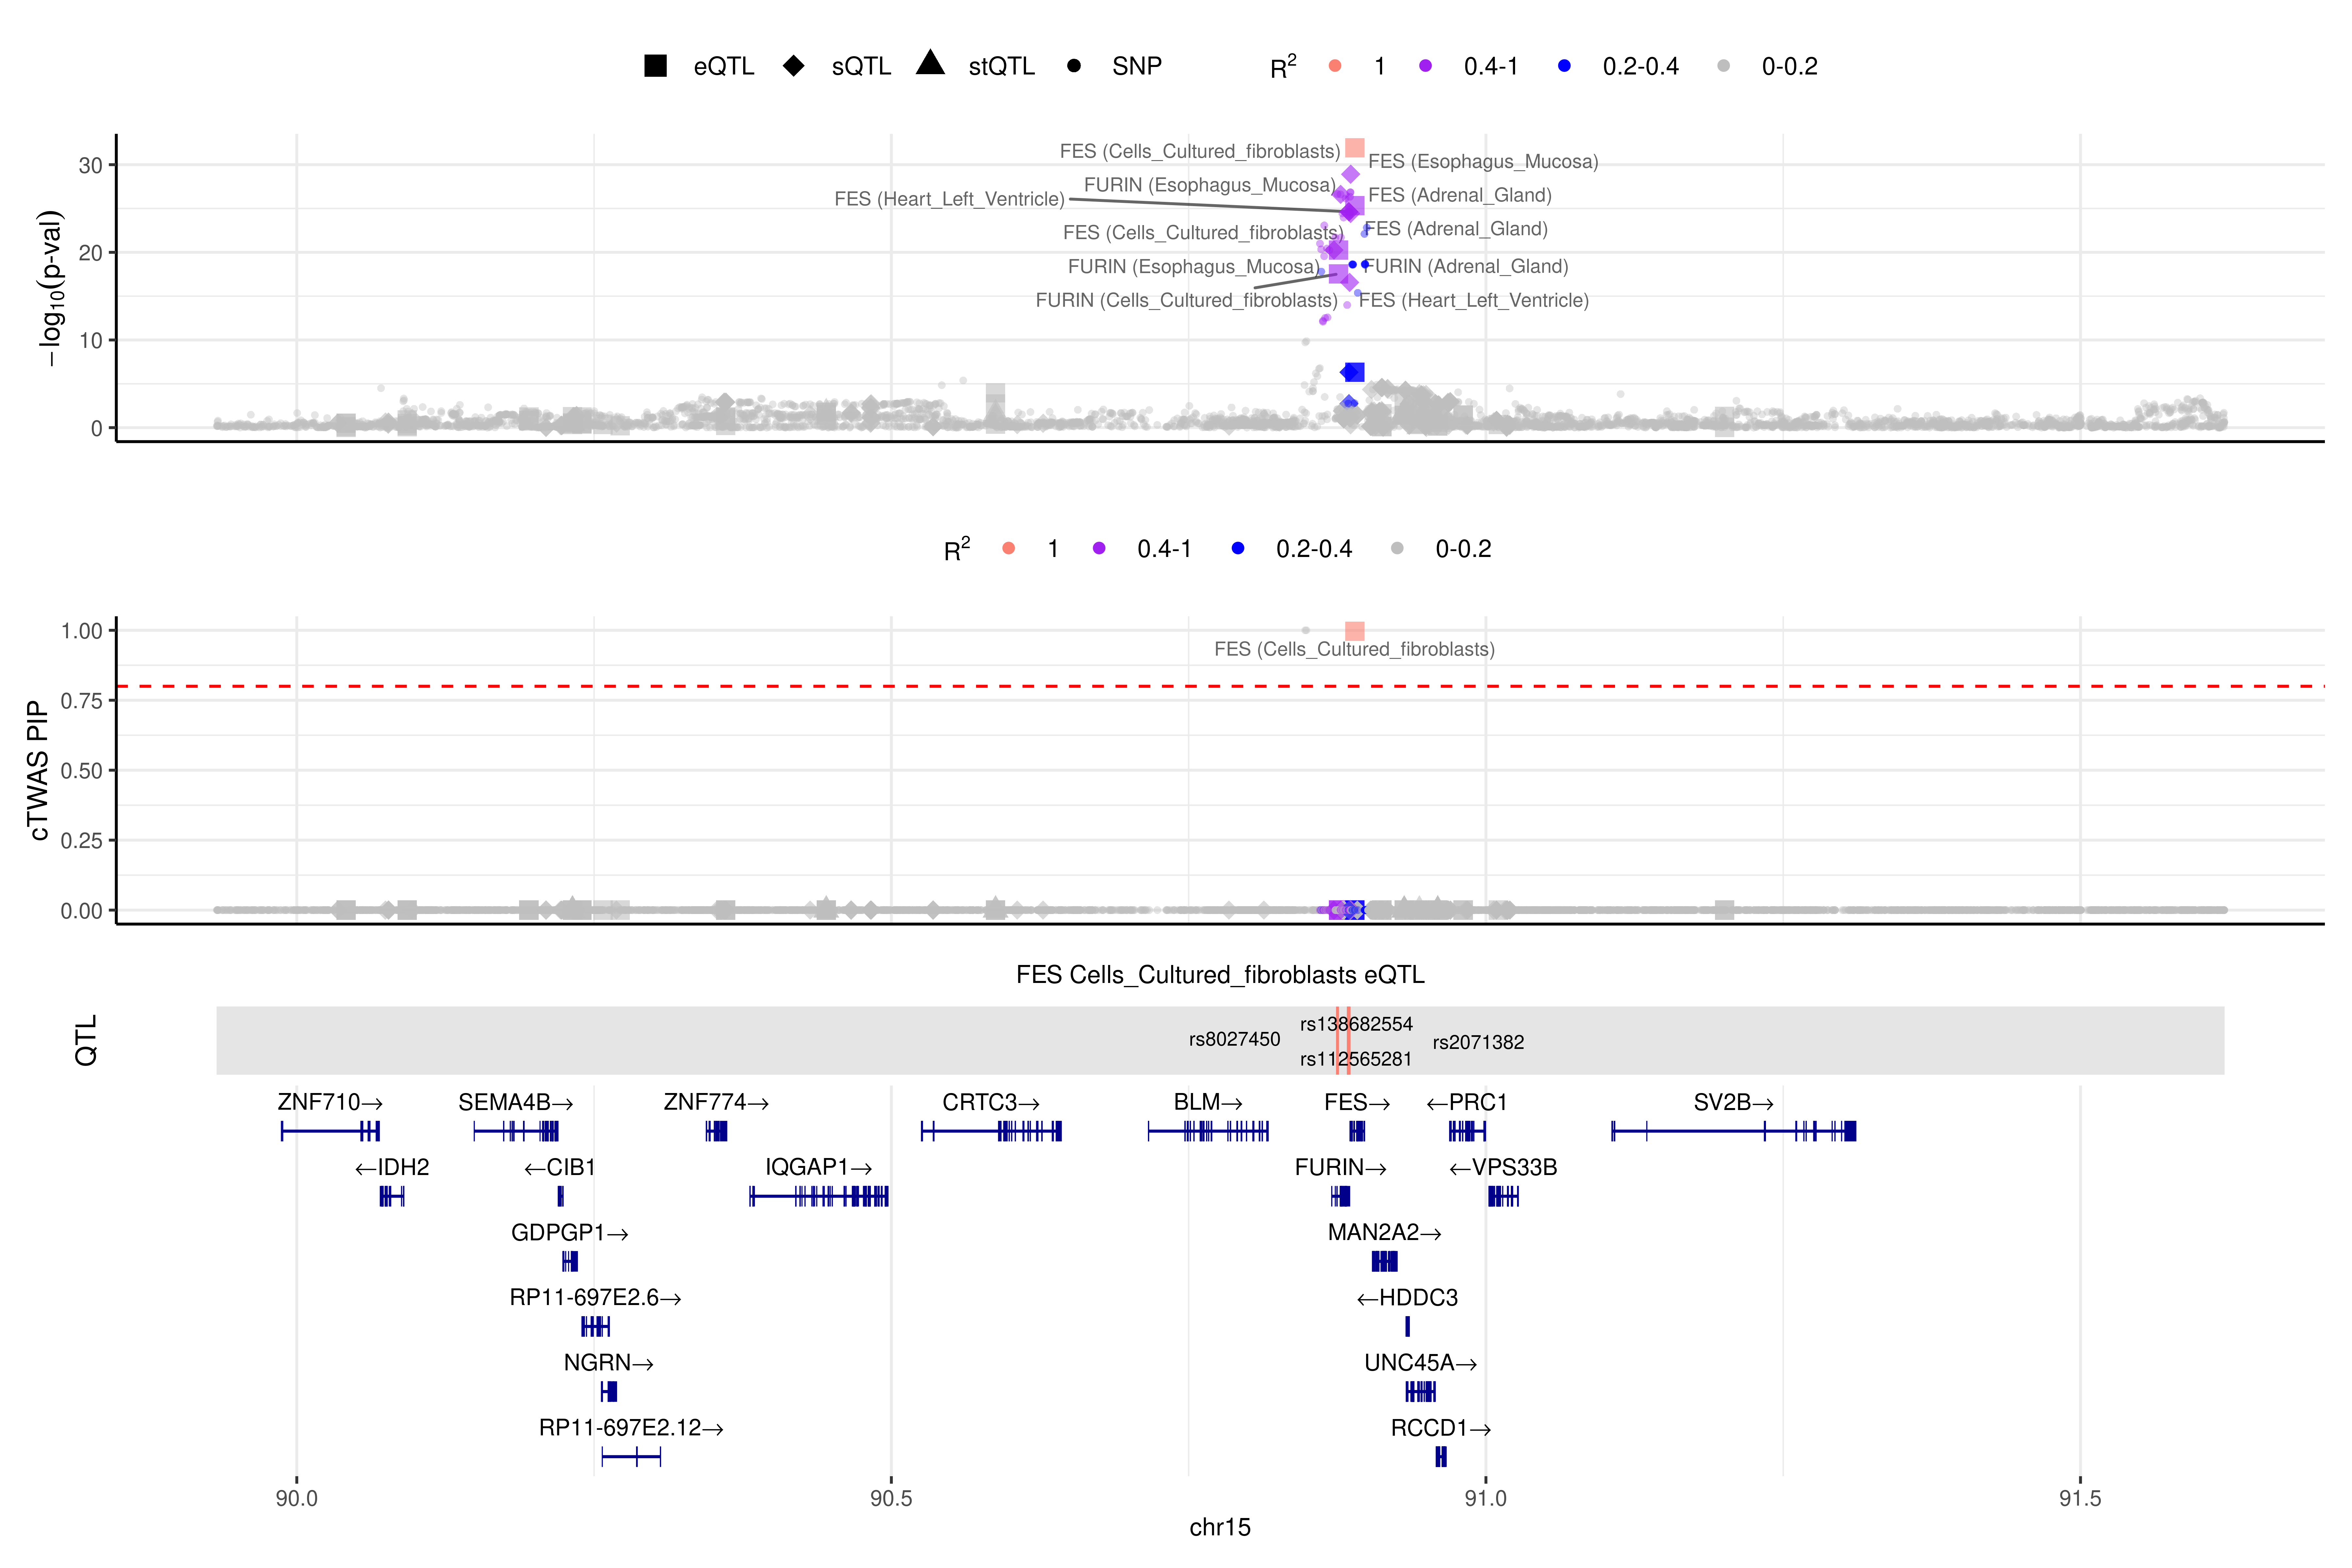 eQTL sQTL stQTL SNP R2 1 0.4-1 0.2-0.4 0-0.2
−log10(p-val)
30
20
10
0
FES (Cells_Cultured_fibroblasts)
FES (Esophagus_Mucosa)
FURIN (Esophagus_Mucosa)
FES (Adrenal_Gland)
FES (Heart_Left_Ventricle)
FES (Cells_Cultured_fibroblasts)
FES (Adrenal_Gland)
FURIN (Esophagus_Mucosa)
FURIN (Adrenal_Gland)
FURIN (Cells_Cultured_fibroblasts)
FES (Heart_Left_Ventricle)
R2 1 0.4-1 0.2-0.4 0-0.2
cTWAS PIP
1.00
0.75
0.50
0.25
0.00
FES (Cells_Cultured_fibroblasts)
FES Cells_Cultured_fibroblasts eQTL
QTL
rs138682554
rs8027450
rs2071382
rs112565281
ZNF710→ SEMA4B→ ZNF774→ CRTC3→ BLM→ FES→ ←PRC1 SV2B→
←IDH2 ←CIB1 IQGAP1→ FURIN→ ←VPS33B
GDPGP1→ MAN2A2→
RP11-697E2.6→ ←HDDC3
NGRN→ UNC45A→
RP11-697E2.12→ RCCD1→
90.0 90.5 91.0 91.5
chr15